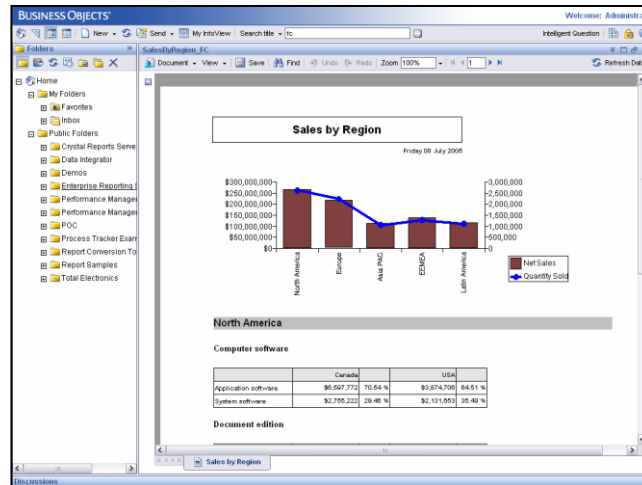 BUSINESS OBJECTS
Welcome: Administra
New
Send
My InfoView
Search title
fc
Intelligent Question
Folders
SalesByRegion_FC
Document
View
Save
Find
Undo
Redo
Zoom
100%
1
Refresh Dat
Home
My Folders
Favorites
Inbox
Public Folders
Crystal Reports Serve
Data Integrator
Demos
Enterprise Reporting
Performance Manage
Performance Manage
POC
Process Tracker Exam
Report Conversion To
Report Samples
Total Electronics
Sales by Region
Friday 08 July 2005
$300,000,000
$250,000,000
$200,000,000
$150,000,000
$100,000,000
$50,000,000
$0
3,000,000
2,500,000
2,000,000
1,500,000
1,000,000
500,000
0
North America
Europe
Asia PAC
EEMEA
Latin America
Net Sales
Quantity Sold
North America
Computer software
Canada USA
Application software $6,597,772 70.54 % $3,874,708 64.51 %
System software $2,755,222 29.46 % $2,131,653 35.49 %
Document edition
Sales by Region
Discussions